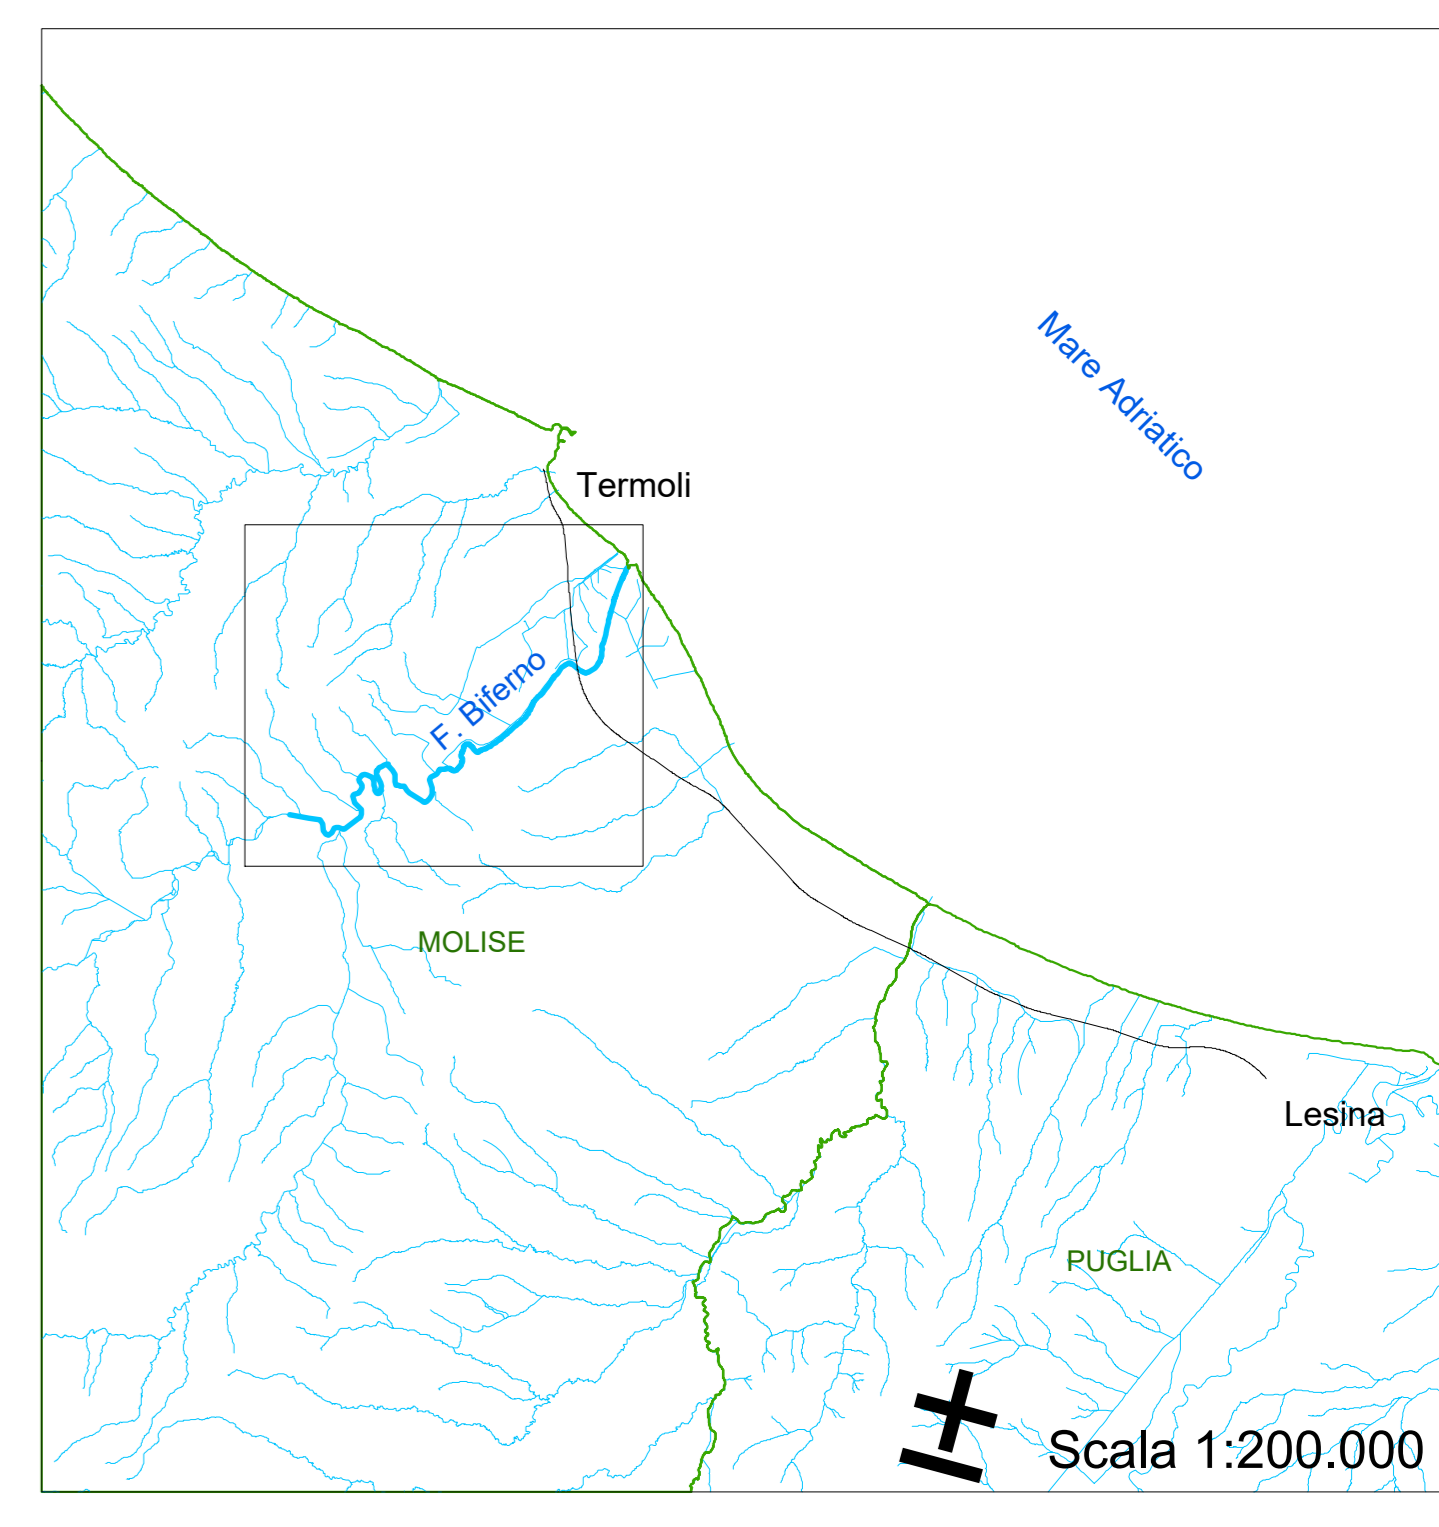 Mare Adriatico
Termoli
F. Biferno
MOLISE
Lesina
PUGLIA
Scala 1:200.000